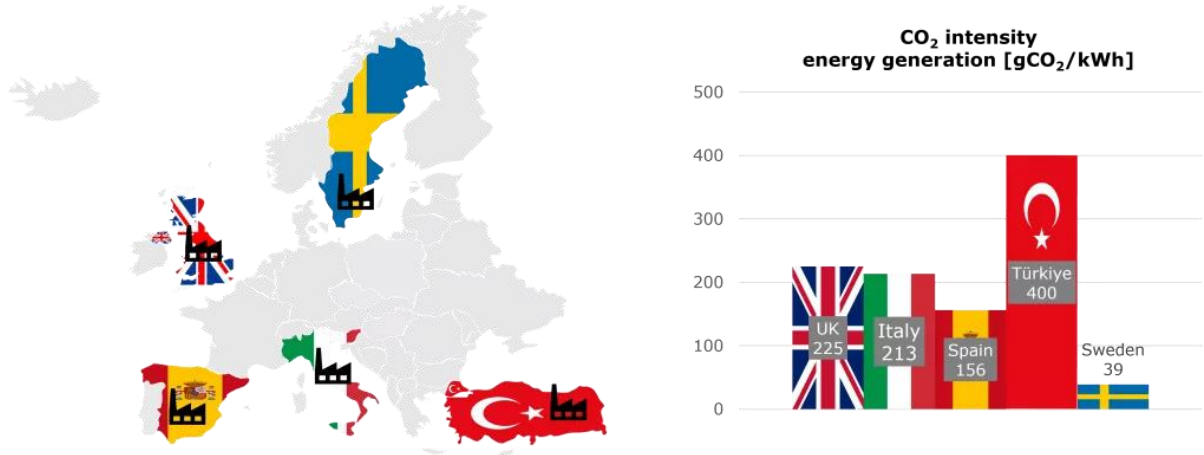 CO₂ intensity
energy generation [gCO₂/kWh]
500
400
300
200
100
0
UK
225
Italy
213
Spain
156
Türkiye
400
Sweden
39